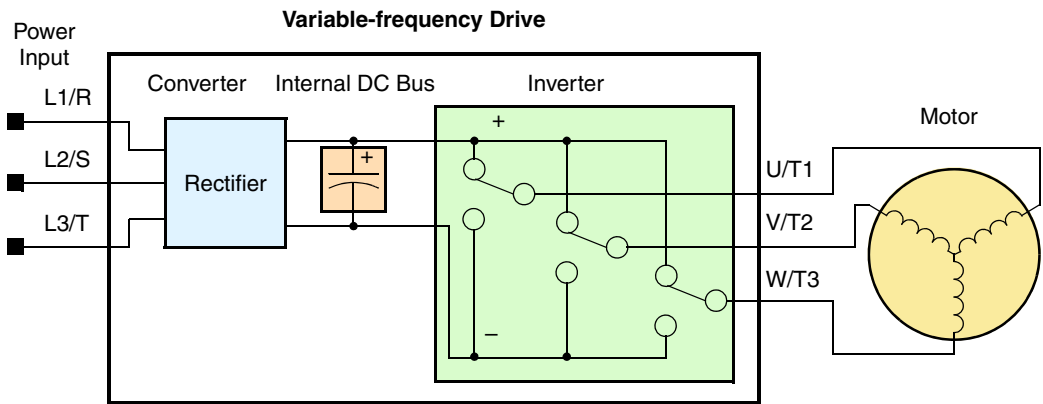 Variable-frequency Drive
Power
Input
Converter
Internal DC Bus
Inverter
L1/R
L2/S
L3/T
Rectifier
+
+
–
U/T1
V/T2
W/T3
Motor